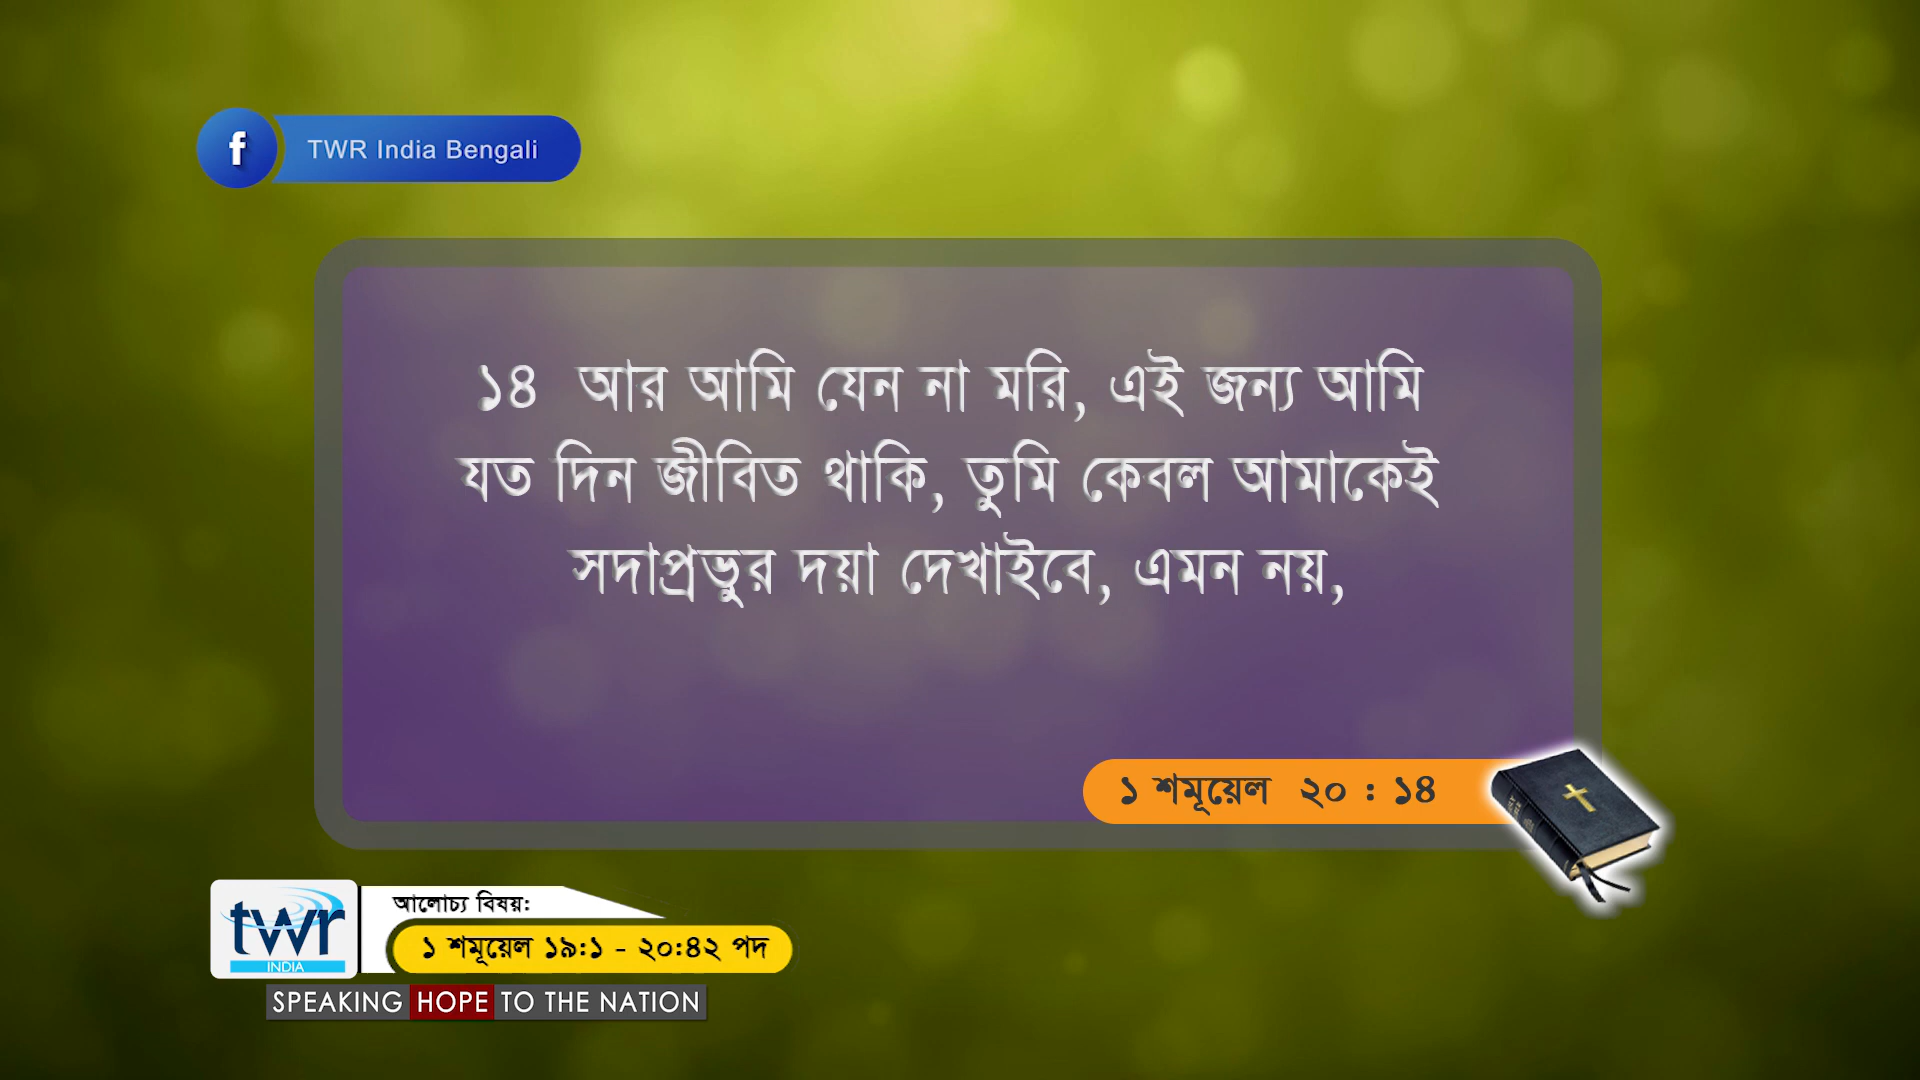 f
TWR India Bengali
১৪ আর আমি যেন না মরি, এই জন্য আমি
যত দিন জীবিত থাকি, তুমি কেবল আমাকেই
সদাপ্রভুর দয়া দেখাইবে, এমন নয়,
১ শমূয়েল ২০ : ১৪
twr
INDIA
আলোচ্য বিষয়:
১ শমূয়েল ১৯:১ - ২০:৪২ পদ
SPEAKING HOPE TO THE NATION